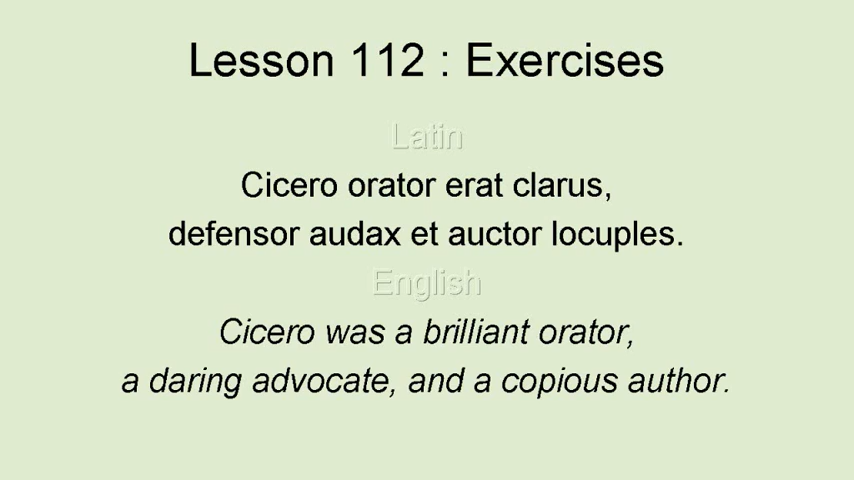 Lesson 112 : Exercises
Latin
Cicero orator erat clarus,
defensor audax et auctor locuples.
English
Cicero was a brilliant orator,
a daring advocate, and a copious author.